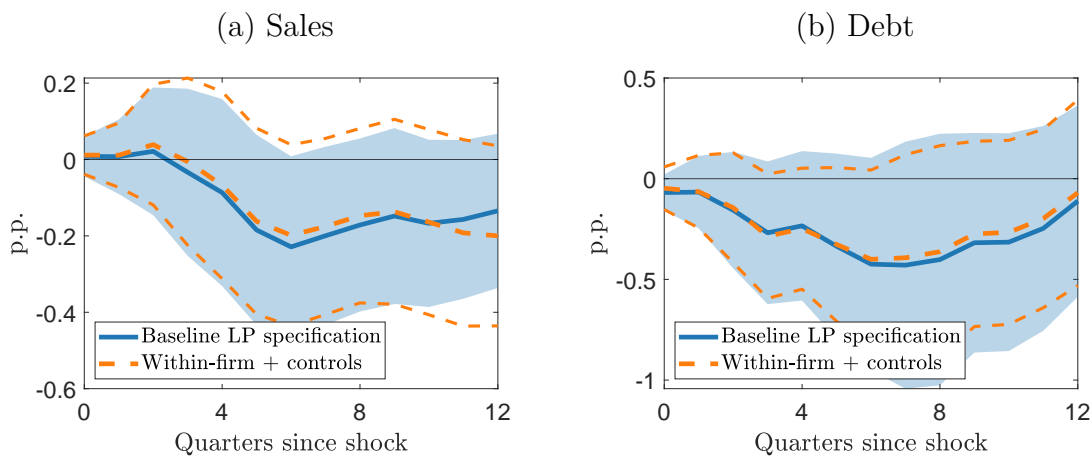 (a) Sales
0.2
0
-0.2
-0.4
-0.6
p.p.
Baseline LP specification
Within-firm + controls
0
4
8
12
Quarters since shock
(b) Debt
0.5
0
-0.5
-1
p.p.
Baseline LP specification
Within-firm + controls
0
4
8
12
Quarters since shock